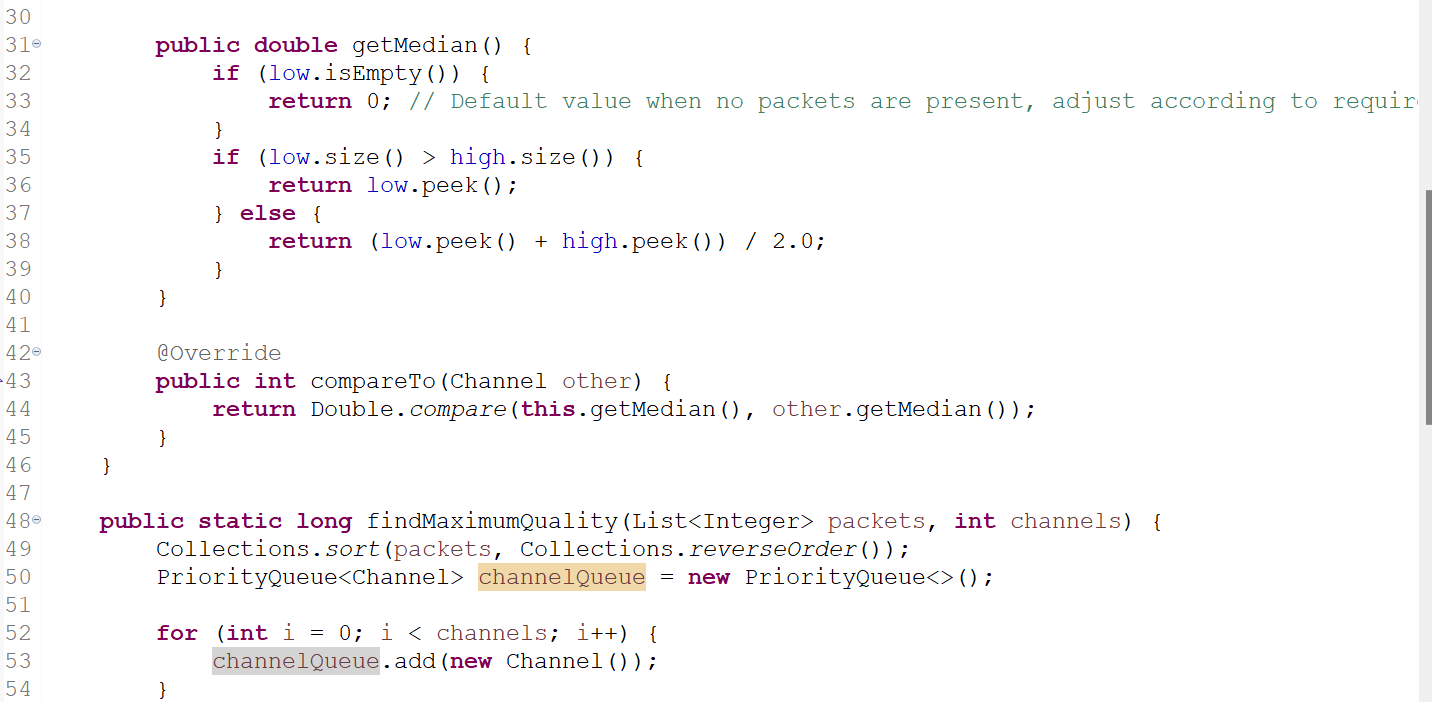 30
31 public double getMedian() {
32 if (low.isEmpty()) {
33 return 0; // Default value when no packets are present, adjust according to
34 }
35 if (low.size() > high.size()) {
36 return low.peek();
37 } else {
38 return (low.peek() + high.peek()) / 2.0;
39 }
40 }
41
42 @Override
43 public int compareTo(Channel other) {
44 return Double.compare(this.getMedian(), other.getMedian());
45 }
46 }
47
48 public static long findMaximumQuality(List<Integer> packets, int channels) {
49 Collections.sort(packets, Collections.reverseOrder());
50 PriorityQueue<Channel> channelQueue = new PriorityQueue<>();
51
52 for (int i = 0; i < channels; i++) {
53 channelQueue.add(new Channel());
54 }